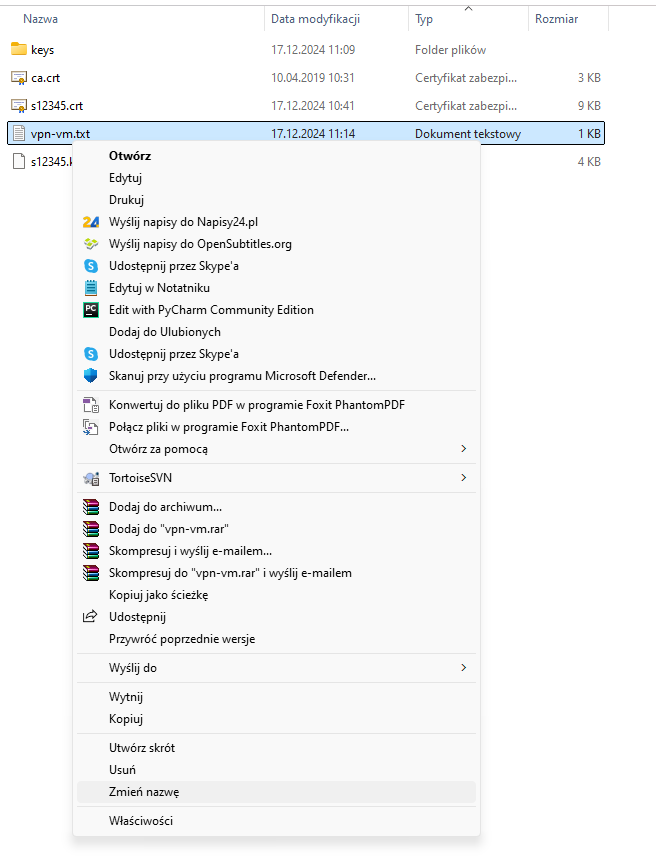 Nazwa Data modyfikacji Typ Rozmiar
keys 17.12.2024 11:09 Folder plików
ca.crt 10.04.2019 10:31 Certyfikat zabezpi... 3 KB
s12345.crt 17.12.2024 10:41 Certyfikat zabezpi... 9 KB
vpn-vm.txt 17.12.2024 11:14 Dokument tekstowy 1 KB
s12345.k 4 KB
Otwórz
Edytuj
Drukuj
Wyślij napisy do Napisy24.pl
Wyślij napisy do OpenSubtitles.org
Udostępnij przez Skype'a
Edytuj w Notatniku
Edit with PyCharm Community Edition
Dodaj do Ulubionych
Udostępnij przez Skype'a
Skanuj przy użyciu programu Microsoft Defender...
Konwertuj do pliku PDF w programie Foxit PhantomPDF
Połącz pliki w programie Foxit PhantomPDF...
Otwórz za pomocą
TortoiseSVN
Dodaj do archiwum...
Dodaj do "vpn-vm.rar"
Skompresuj i wyślij e-mailem...
Skompresuj do "vpn-vm.rar" i wyślij e-mailem
Kopiuj jako ścieżkę
Udostępnij
Przywróć poprzednie wersje
Wyślij do
Wytnij
Kopiuj
Utwórz skrót
Usuń
Zmień nazwę
Właściwości